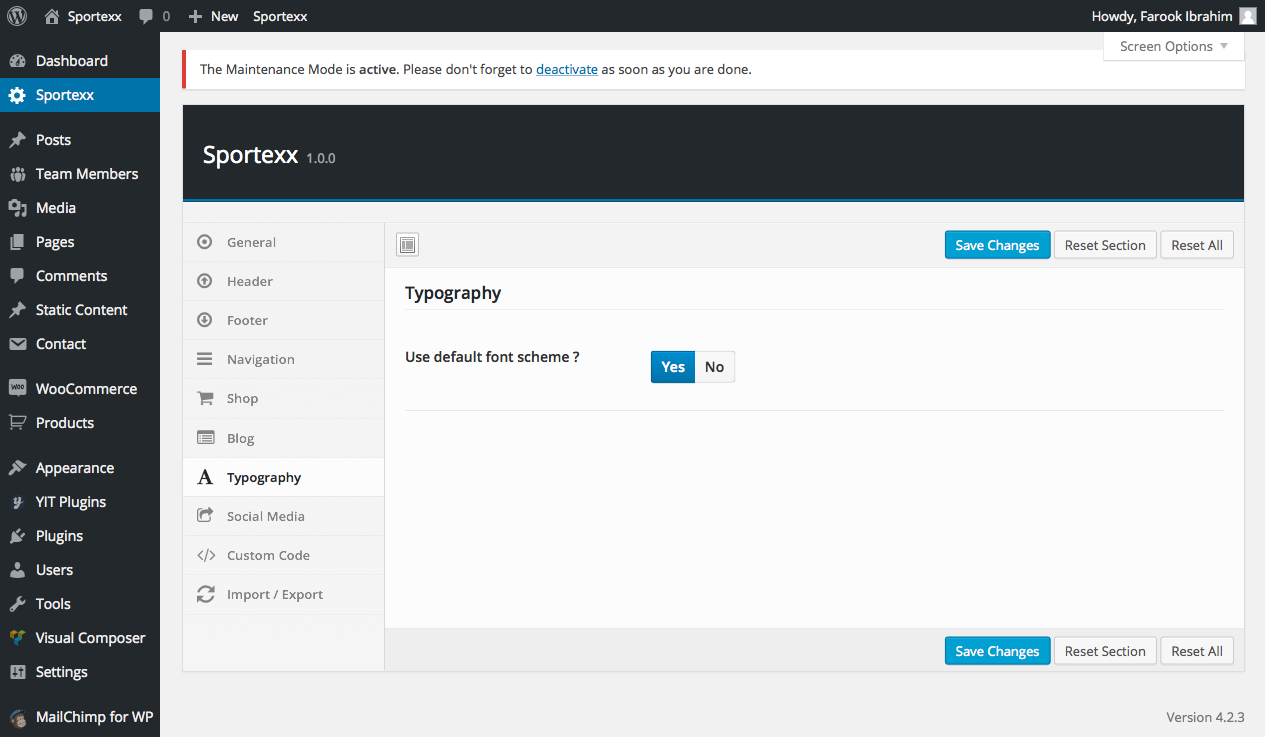 Sportexx 0 New Sportexx Howdy, Farook Ibrahim
Screen Options
The Maintenance Mode is active. Please don't forget to deactivate as soon as you are done.
Dashboard
Sportexx
Posts
Team Members
Media
Pages
Comments
Static Content
Contact
WooCommerce
Products
Appearance
YIT Plugins
Plugins
Users
Tools
Visual Composer
Settings
MailChimp for WP
Sportexx 1.0.0
General
Header
Footer
Navigation
Shop
Blog
Typography
Social Media
Custom Code
Import / Export
Save Changes Reset Section Reset All
Typography
Use default font scheme ? Yes No
Save Changes Reset Section Reset All
Version 4.2.3